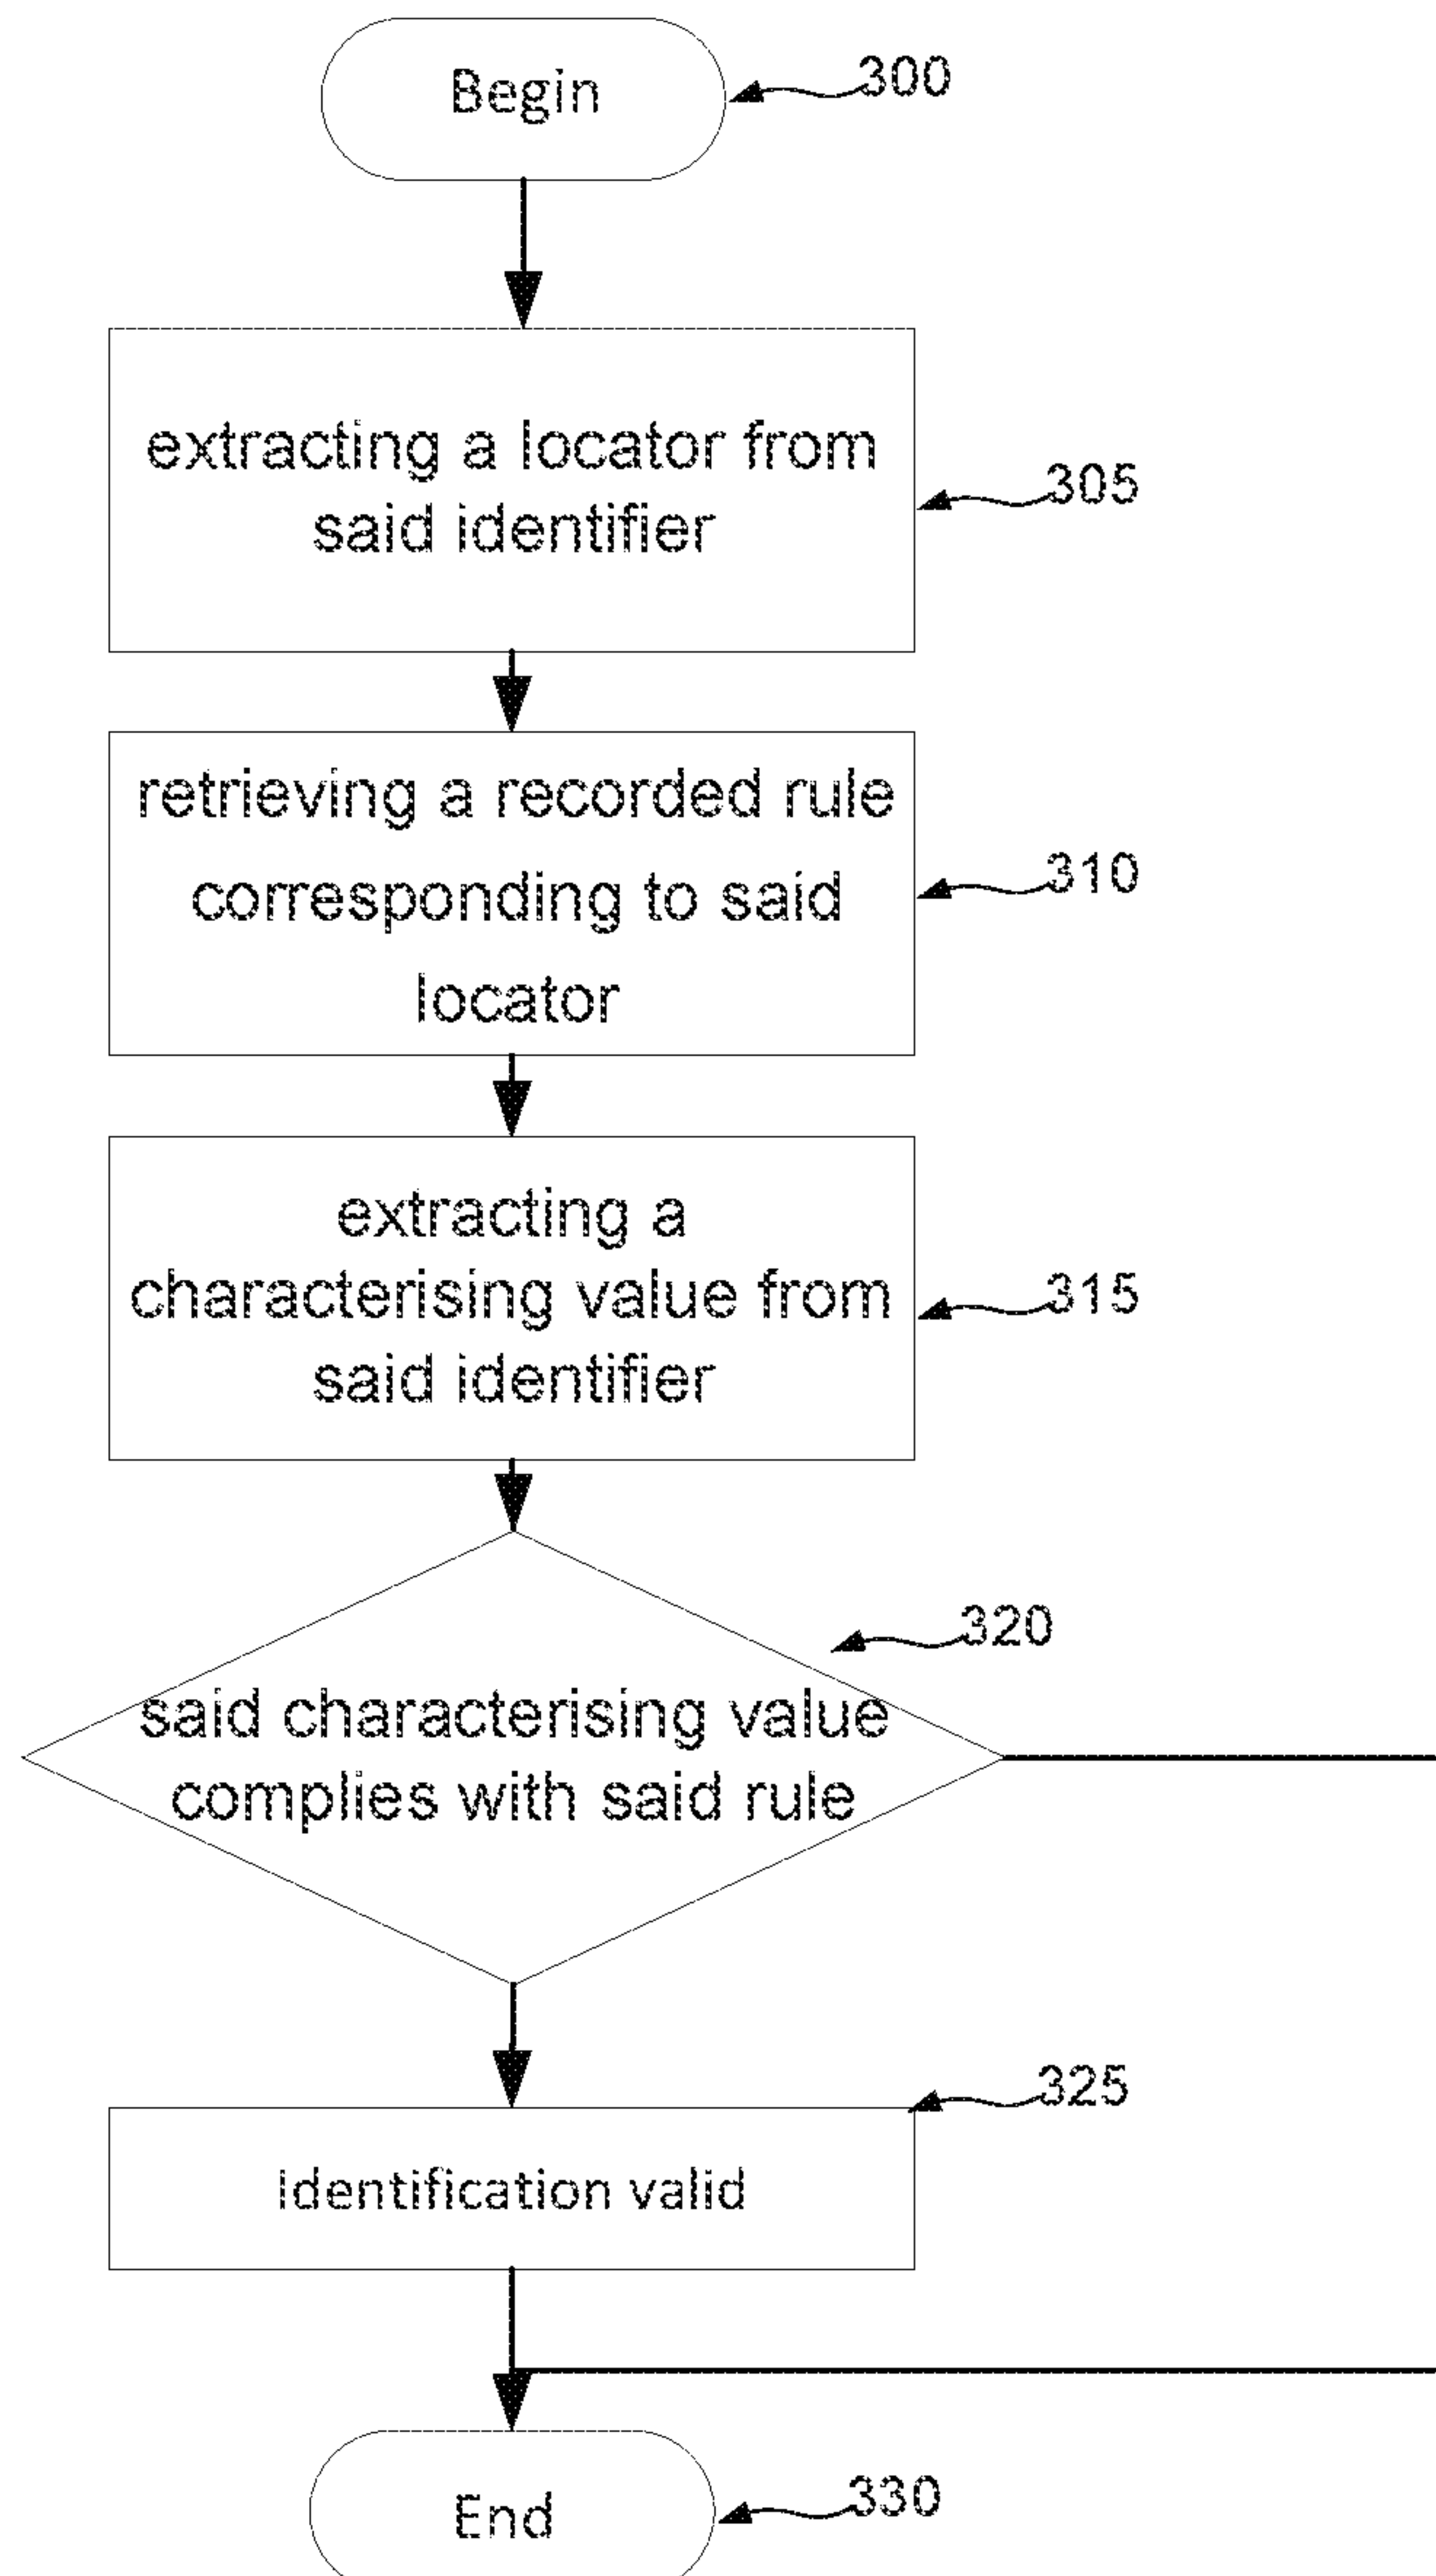 Begin
300
extracting a locator from
said identifier
305
retrieving a recorded rule
corresponding to said
locator
310
extracting a
characterising value from
said identifier
315
320
said characterising value
complies with said rule
325
Identification valid
End
330